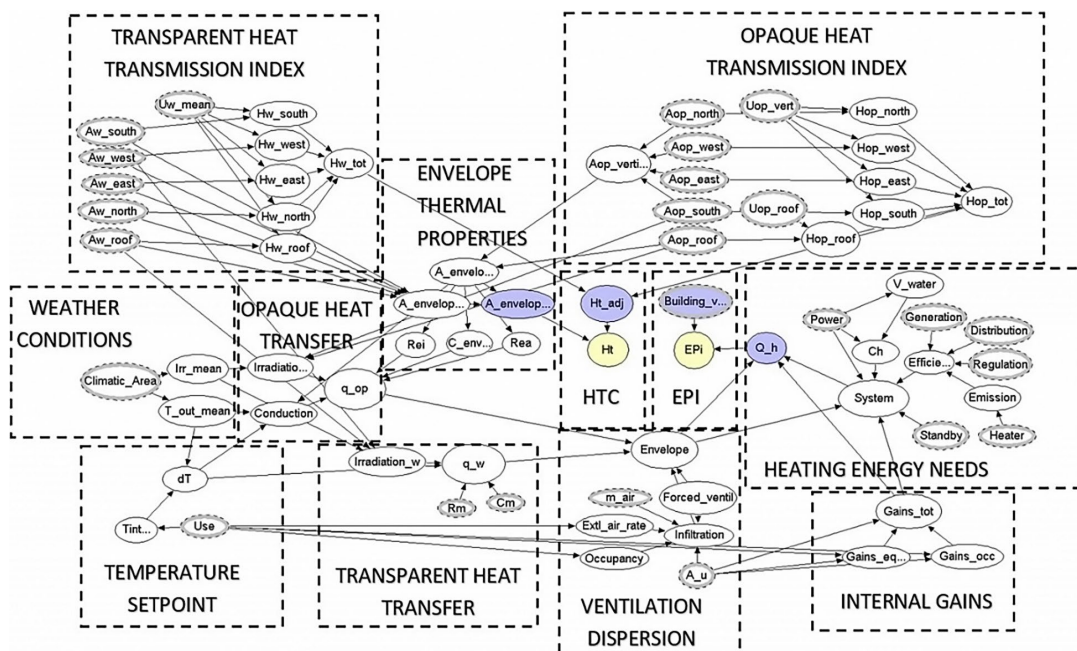 TRANSPARENT HEAT
TRANSMISSION INDEX
Uw_mean
Hw_south
Aw_south
Hw_west
Aw_west
Hw_tot
Hw_east
Aw_east
Hw_north
Aw_north
Hw_roof
Aw_roof
OPAQUE HEAT
TRANSMISSION INDEX
Aop_north
Uop_vert
Hop_north
Aop_west
Hop_west
Aop_verti...
Aop_east
Hop_east
Hop_tot
Aop_south
Uop_roof
Hop_south
Aop_roof
Hop_roof
ENVELOPE
THERMAL
PROPERTIES
A_envelo...
A_envelop...
A_envelop...
Rei
C_env...
Rea
WEATHER
CONDITIONS
Climatic_Area
Irr_mean
T_out_mean
OPAQUE HEAT
TRANSFER
Irradiatio...
q_op
Conduction
Ht_adj
Ht
HTC
Building_v...
EPi
EPI
V_water
Power
Generation
Distribution
Q_h
Ch
Efficie...
Regulation
System
Emission
Standby
Heater
HEATING ENERGY NEEDS
dT
Tint...
Use
TEMPERATURE
SETPOINT
Irradiation_w
q_w
Rm
Cm
TRANSPARENT HEAT
TRANSFER
Envelope
m_air
Forced_ventil
Extl_air_rate
Infiltration
Occupancy
A_u
VENTILATION
DISPERSION
Gains_tot
Gains_eq...
Gains_occ
INTERNAL GAINS